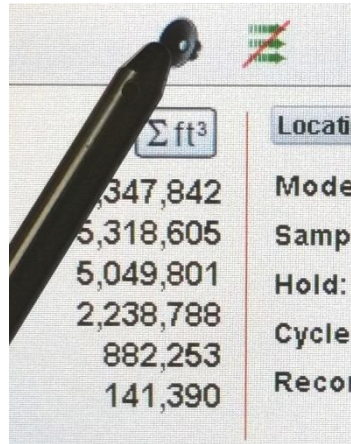 Σ ft³
Locati
,347,842
Mode
5,318,605
Samp
5,049,801
Hold:
2,238,788
Cycle
882,253
Recor
141,390